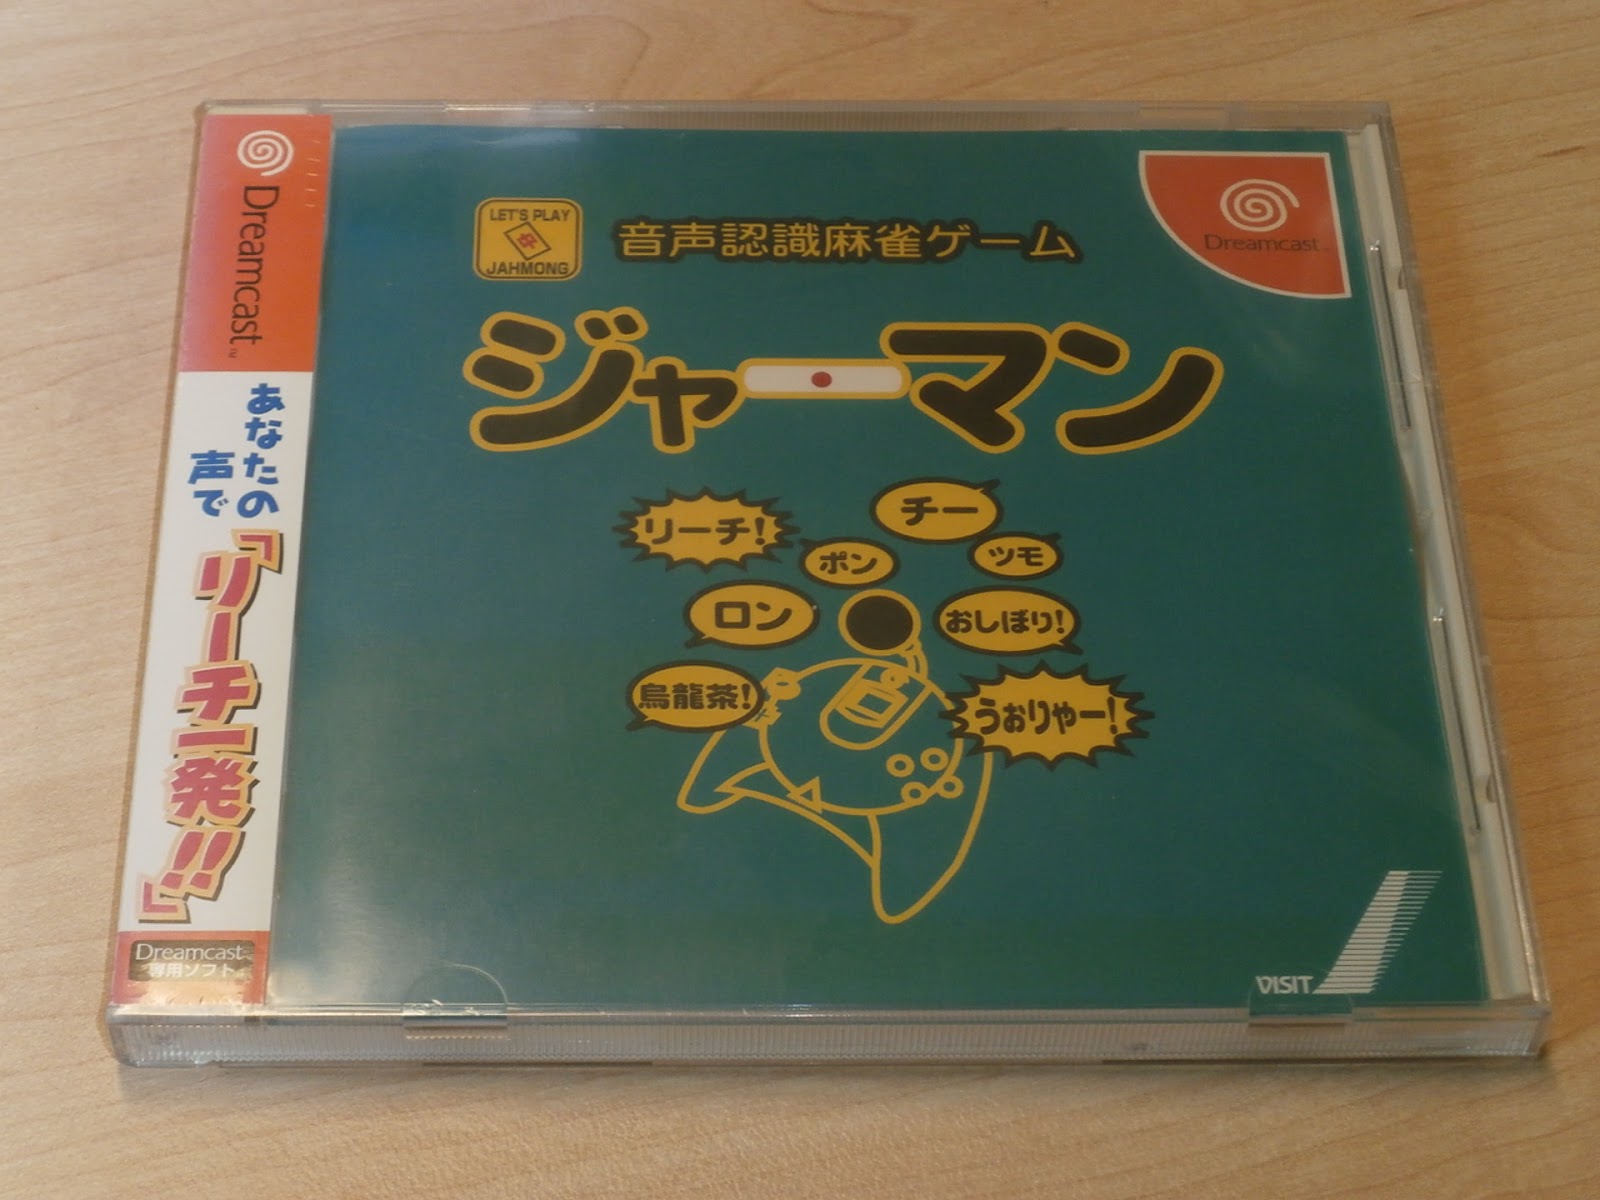 Dreamcast
あなたの
声で
「リーチ一発!!」
Dreamcast
専用ソフト
LET'S PLAY
中
JAHMONG
音声認識麻雀ゲーム
Dreamcast
ジャーマン
リーチ!
チー
ポン
ツモ
ロン
おしぼり!
烏龍茶!
うぉりゃー!
VISIT